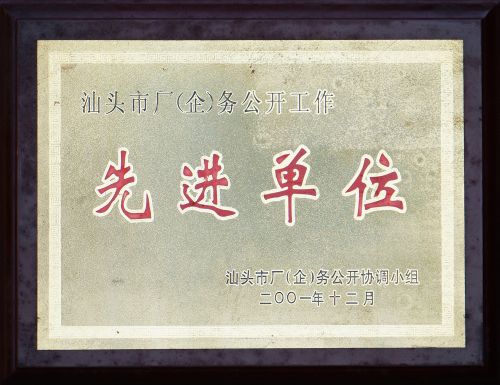 汕头市厂(企)务公开工作
先进单位
汕头市厂(企)务公开协调小组
二〇〇一年十二月